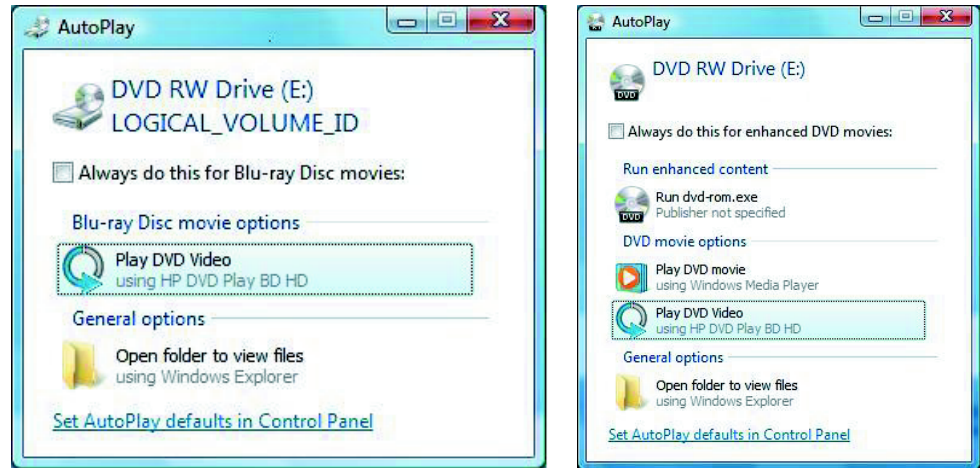 AutoPlay
DVD RW Drive (E:)
LOGICAL_VOLUME_ID
Always do this for Blu-ray Disc movies:
Blu-ray Disc movie options
Play DVD Video
using HP DVD Play BD HD
General options
Open folder to view files
using Windows Explorer
Set AutoPlay defaults in Control Panel
AutoPlay
DVD RW Drive (E:)
DVD
Always do this for enhanced DVD movies:
Run enhanced content
DVD
Run dvd-rom.exe
Publisher not specified
DVD movie options
Play DVD movie
using Windows Media Player
Play DVD Video
using HP DVD Play BD HD
General options
Open folder to view files
using Windows Explorer
Set AutoPlay defaults in Control Panel